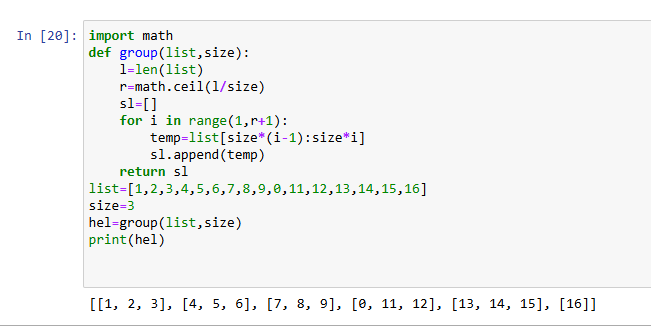 In [20]: import math
def group(list,size):
    l=len(list)
    r=math.ceil(l/size)
    sl=[]
    for i in range(1,r+1):
        temp=list[size*(i-1):size*i]
        sl.append(temp)
    return sl
list=[1,2,3,4,5,6,7,8,9,0,11,12,13,14,15,16]
size=3
hel=group(list,size)
print(hel)
[[1, 2, 3], [4, 5, 6], [7, 8, 9], [0, 11, 12], [13, 14, 15], [16]]